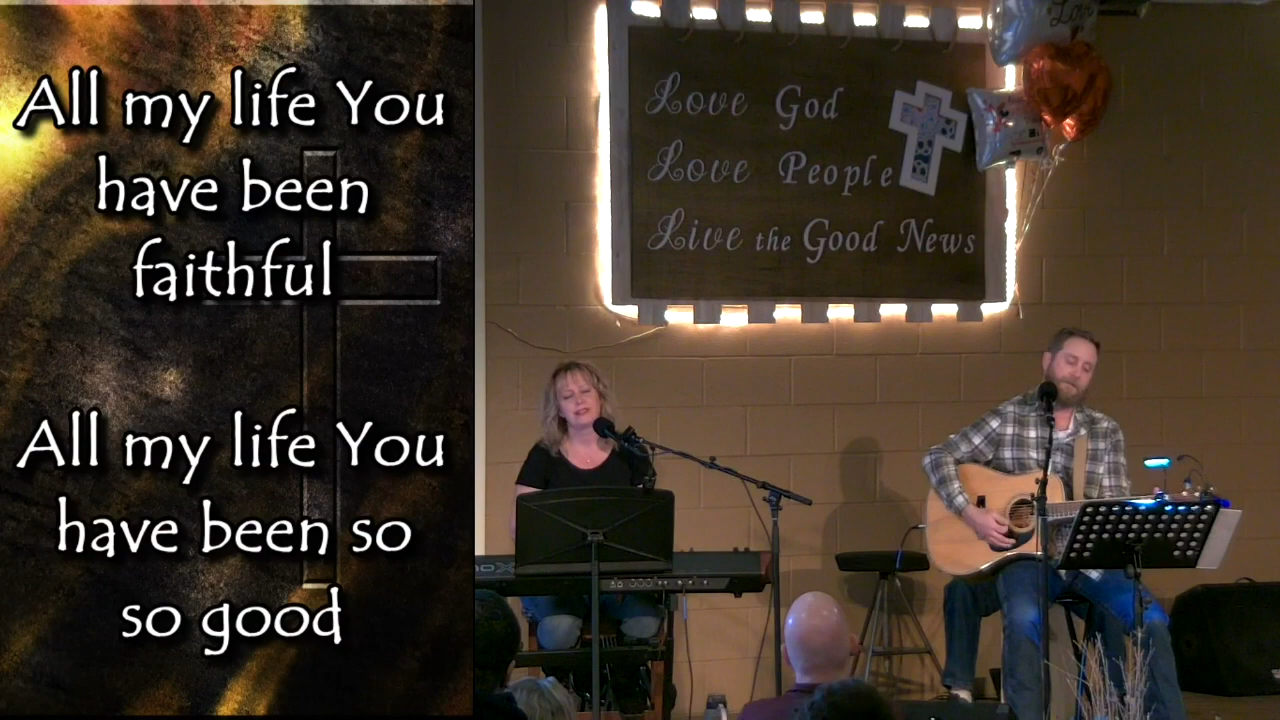 All my life You
have been
faithful
All my life You
have been so
so good
Love God
Love People
Live the Good News